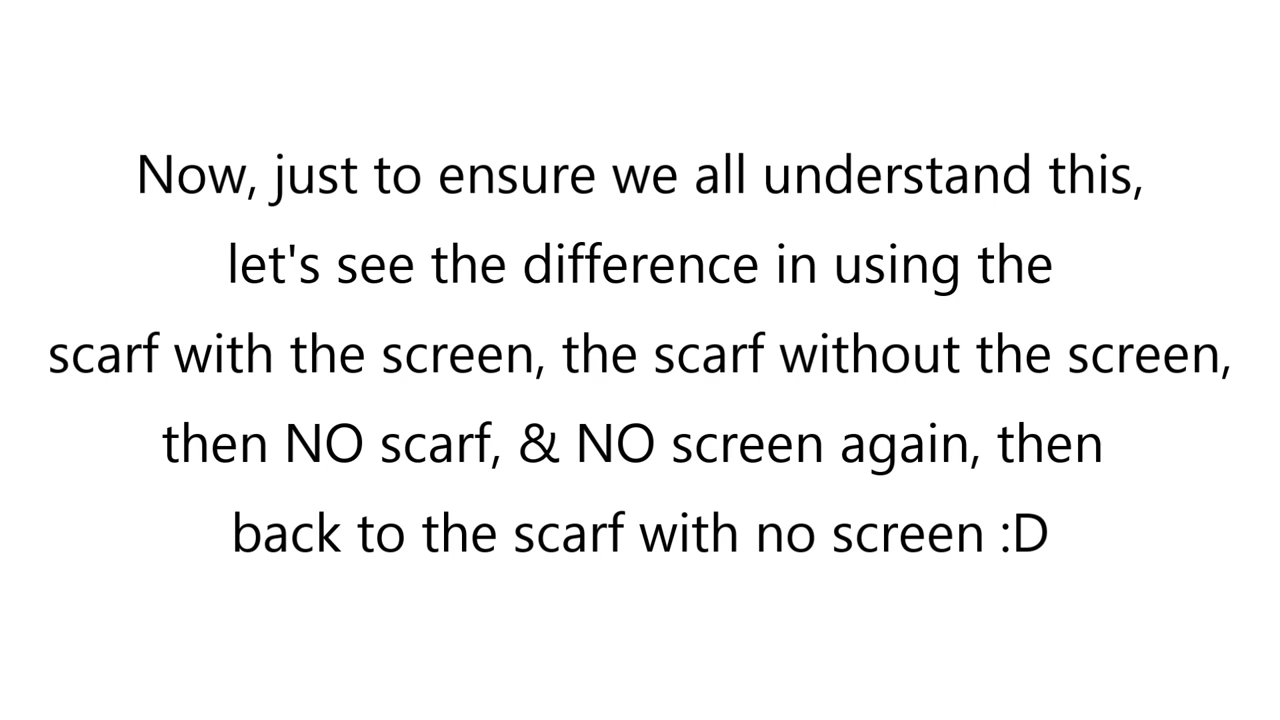 Now, just to ensure we all understand this,
let's see the difference in using the
scarf with the screen, the scarf without the screen,
then NO scarf, & NO screen again, then
back to the scarf with no screen :D